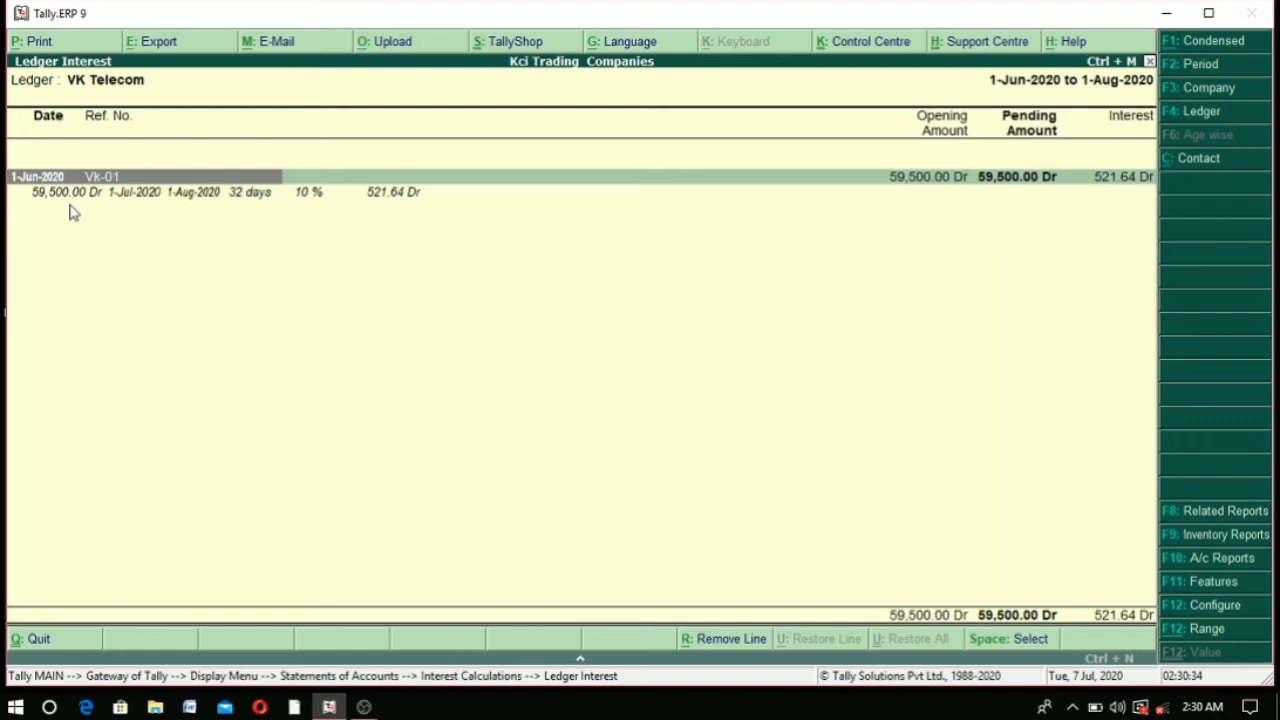 Tally.ERP 9
P: Print E: Export M: E-Mail O: Upload S: TallyShop G: Language K: Keyboard K: Control Centre H: Support Centre H: Help
Ledger Interest Kci Trading Companies Ctrl + M
Ledger : VK Telecom 1-Jun-2020 to 1-Aug-2020
Date Ref. No. Opening Amount Pending Amount Interest
1-Jun-2020 Vk-01 59,500.00 Dr 59,500.00 Dr 521.64 Dr
59,500.00 Dr 1-Jul-2020 1-Aug-2020 32 days 10 % 521.64 Dr
59,500.00 Dr 59,500.00 Dr 521.64 Dr
Q: Quit R: Remove Line U: Restore Line U: Restore All Space: Select
Ctrl + N
Tally MAIN --> Gateway of Tally --> Display Menu --> Statements of Accounts --> Interest Calculations --> Ledger Interest © Tally Solutions Pvt Ltd., 1988-2020 Tue, 7 Jul, 2020 02:30:34
F1: Condensed
F2: Period
F3: Company
F4: Ledger
F6: Age wise
C: Contact
F8: Related Reports
F9: Inventory Reports
F10: A/c Reports
F11: Features
F12: Configure
F12: Range
F12: Value
2:30 AM